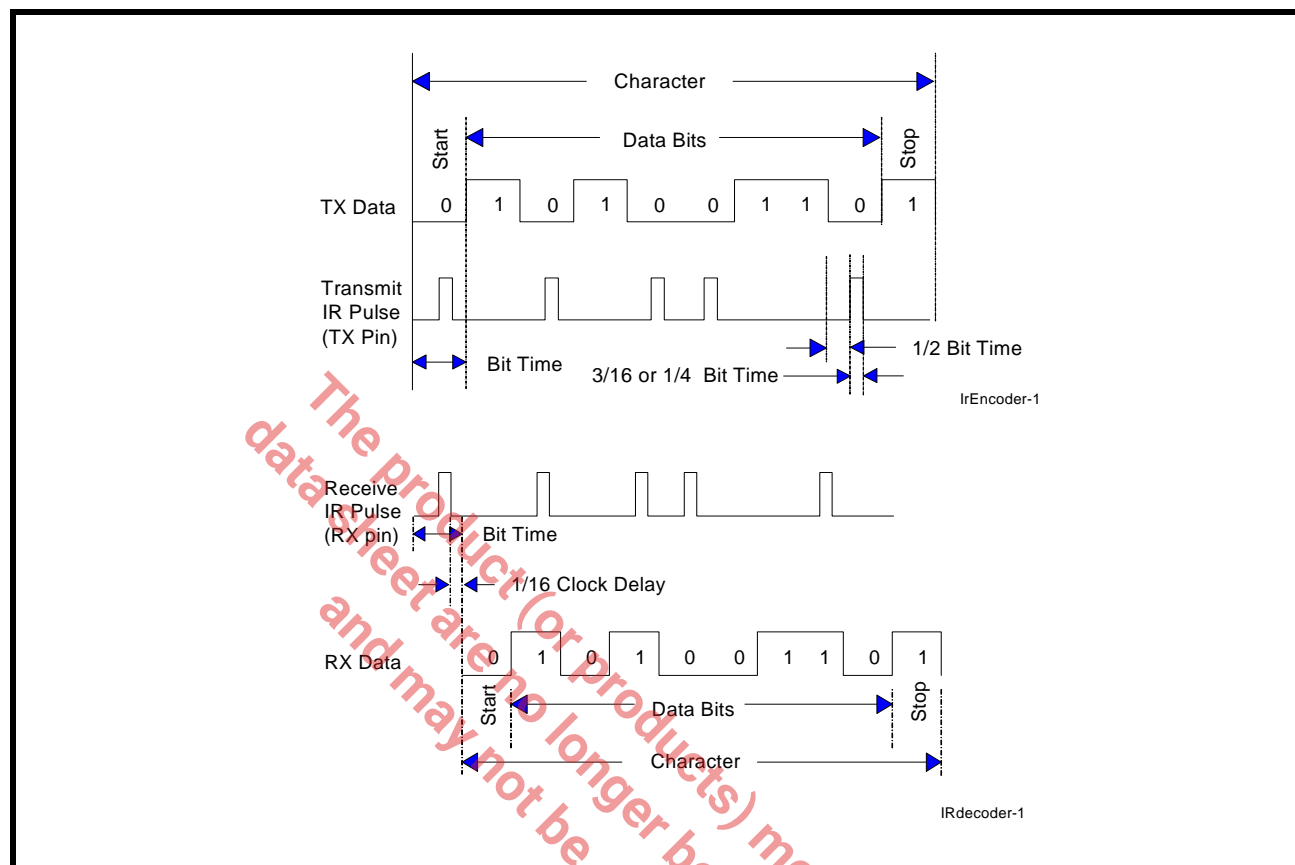 Character
Start
Data Bits
Stop
TX Data
0 1 0 1 0 0 1 1 0 1
Transmit
IR Pulse
(TX Pin)
Bit Time
1/2 Bit Time
3/16 or 1/4 Bit Time
IrEncoder-1
Receive
IR Pulse
(RX pin)
Bit Time
1/16 Clock Delay
RX Data
0 1 0 1 0 0 1 1 0 1
Start
Data Bits
Stop
Character
IRdecoder-1
The product (or products)
data sheet are no longer
and may not be